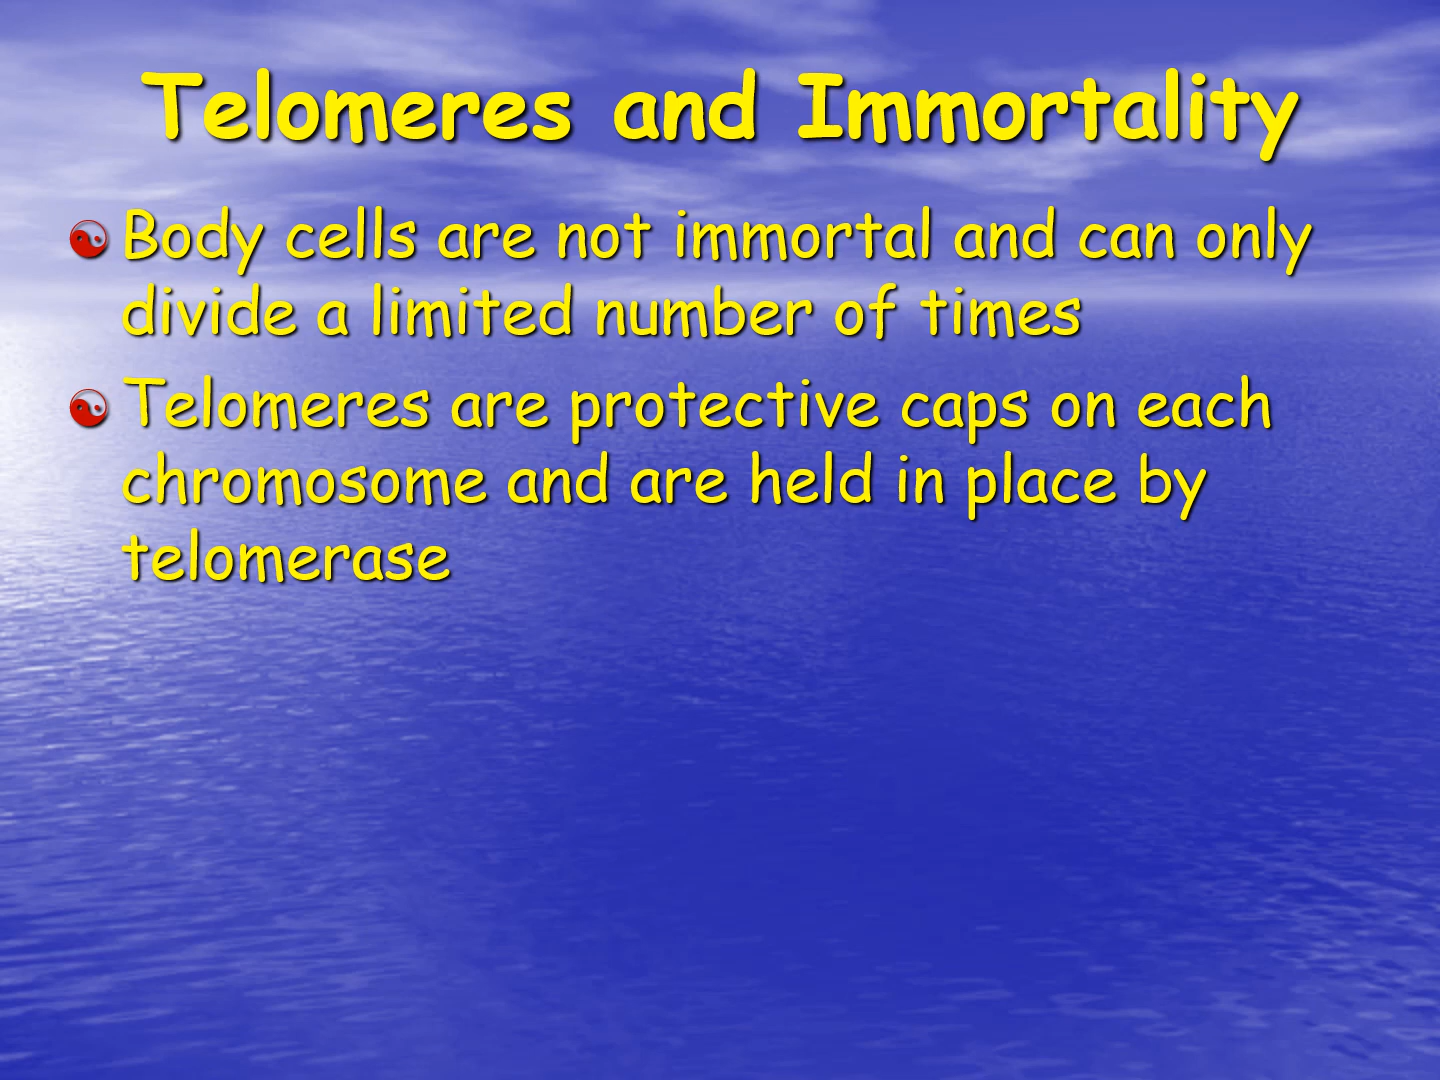 Telomeres and Immortality
☯ Body cells are not immortal and can only
divide a limited number of times
☯ Telomeres are protective caps on each
chromosome and are held in place by
telomerase